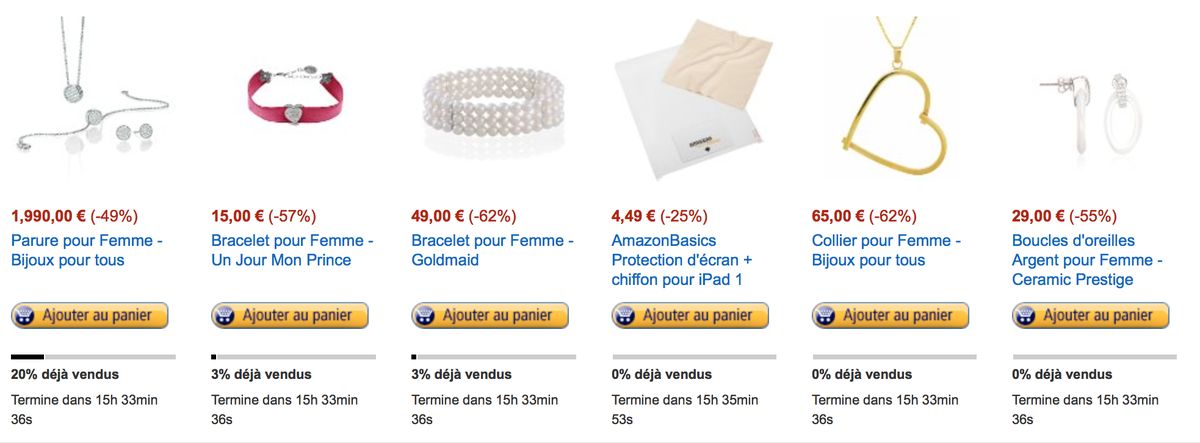 1,990,00 € (-49%)
Parure pour Femme -
Bijoux pour tous
Ajouter au panier
20% déjà vendus
Termine dans 15h 33min
36s
15,00 € (-57%)
Bracelet pour Femme -
Un Jour Mon Prince
Ajouter au panier
3% déjà vendus
Termine dans 15h 33min
36s
49,00 € (-62%)
Bracelet pour Femme -
Goldmaid
Ajouter au panier
3% déjà vendus
Termine dans 15h 33min
36s
4,49 € (-25%)
AmazonBasics
Protection d'écran +
chiffon pour iPad 1
Ajouter au panier
0% déjà vendus
Termine dans 15h 35min
53s
65,00 € (-62%)
Collier pour Femme -
Bijoux pour tous
Ajouter au panier
0% déjà vendus
Termine dans 15h 33min
36s
29,00 € (-55%)
Boucles d'oreilles
Argent pour Femme -
Ceramic Prestige
Ajouter au panier
0% déjà vendus
Termine dans 15h 33min
36s